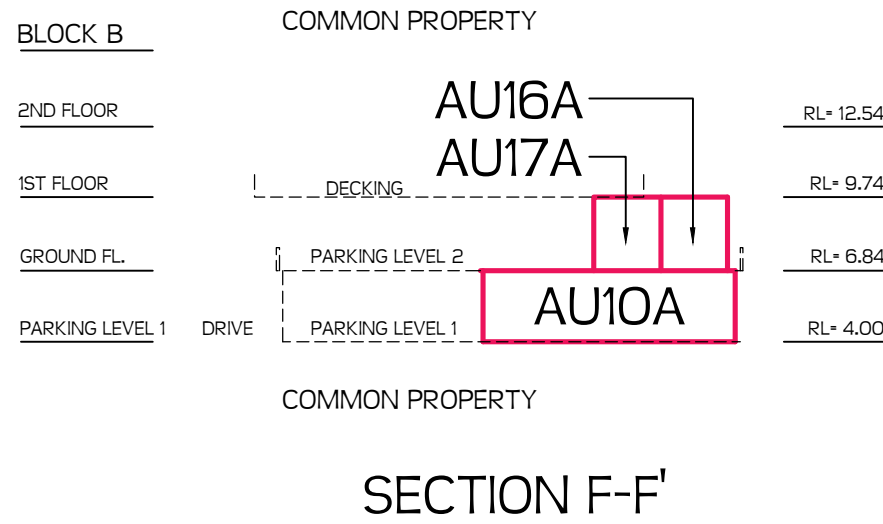 COMMON PROPERTY
BLOCK B
AU16A
2ND FLOOR
RL= 12.54
AU17A
1ST FLOOR
DECKING
RL= 9.74
GROUND FL.
PARKING LEVEL 2
RL= 6.84
AU10A
PARKING LEVEL 1
DRIVE
PARKING LEVEL 1
RL= 4.00
COMMON PROPERTY
SECTION F-F'